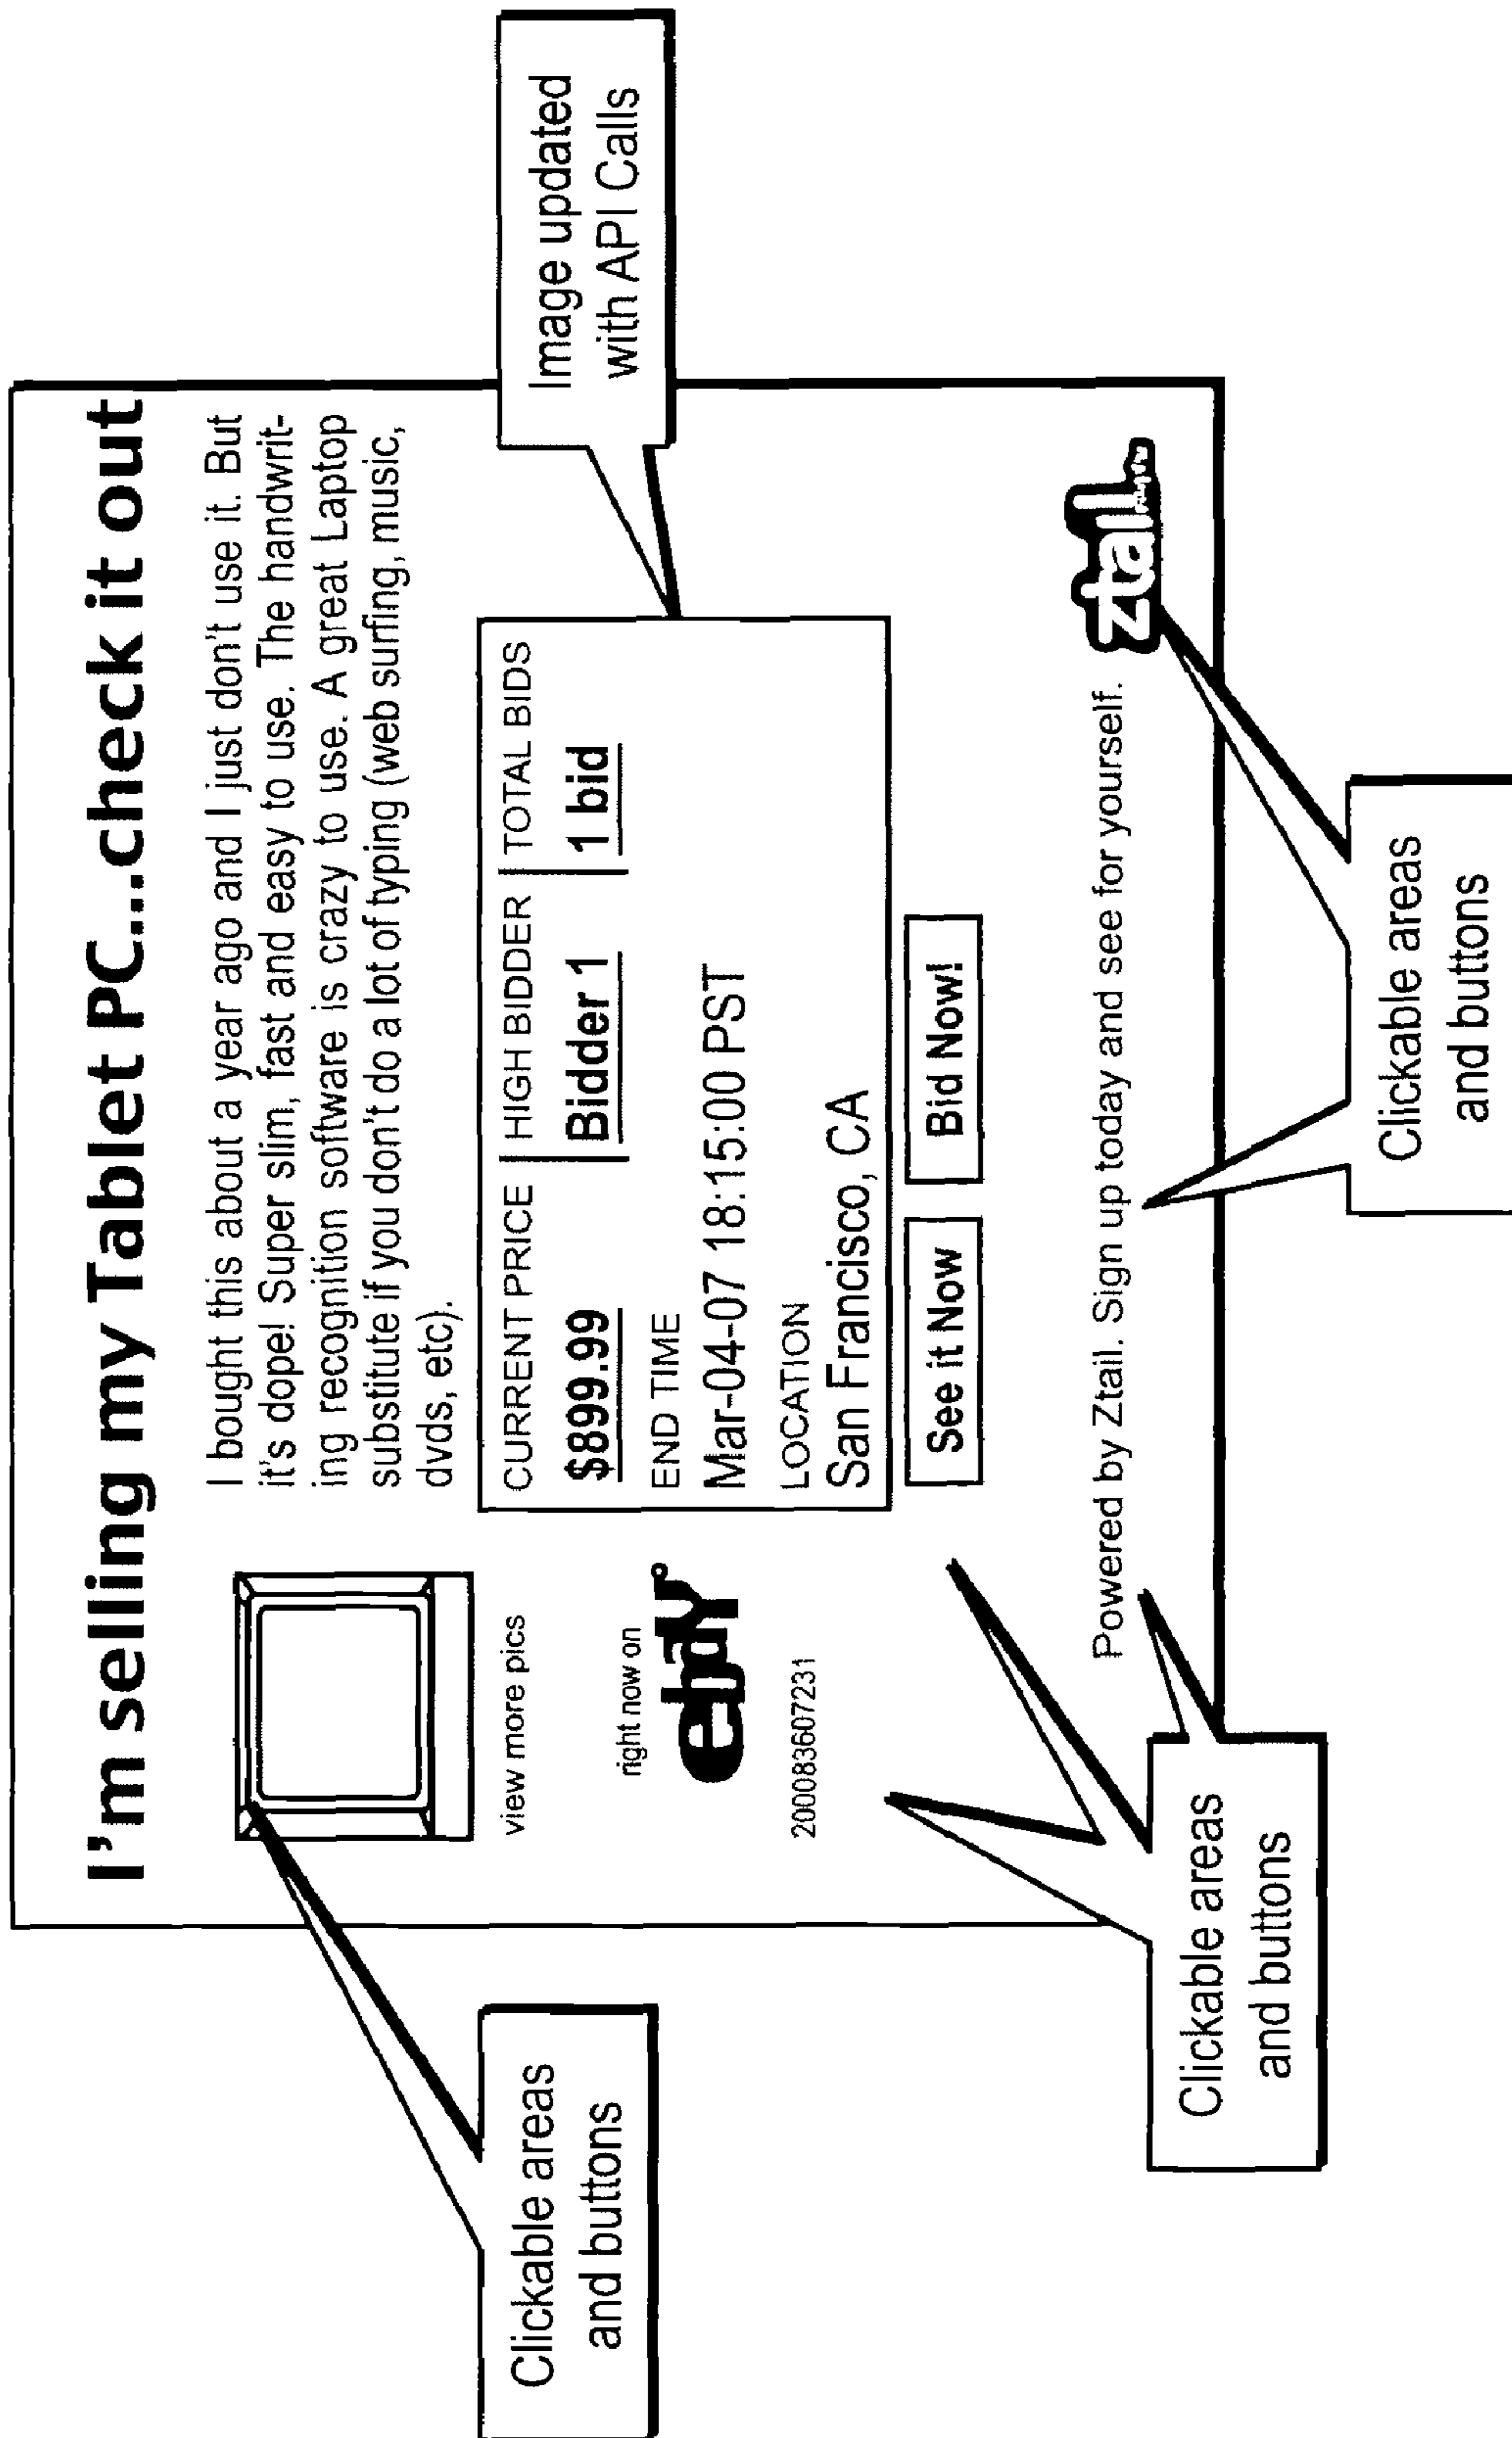 I'm selling my Tablet PC...check it out
I bought this about a year ago and I just don't use it. But
it's dope! Super slim, fast and easy to use. The handwrit-
ing recognition software is crazy to use. A great Laptop
substitute if you don't do a lot of typing (web surfing, music,
dvds, etc).
view more pics
right now on
ebay
200083607231
CURRENT PRICE
HIGH BIDDER
TOTAL BIDS
$899.99
Bidder 1
1 bid
END TIME
Mar-04-07 18:15:00 PST
LOCATION
San Francisco, CA
See it Now
Bid Now!
Powered by Ztail. Sign up today and see for yourself.
ztail
Image updated
with API Calls
Clickable areas
and buttons
Clickable areas
and buttons
Clickable areas
and buttons